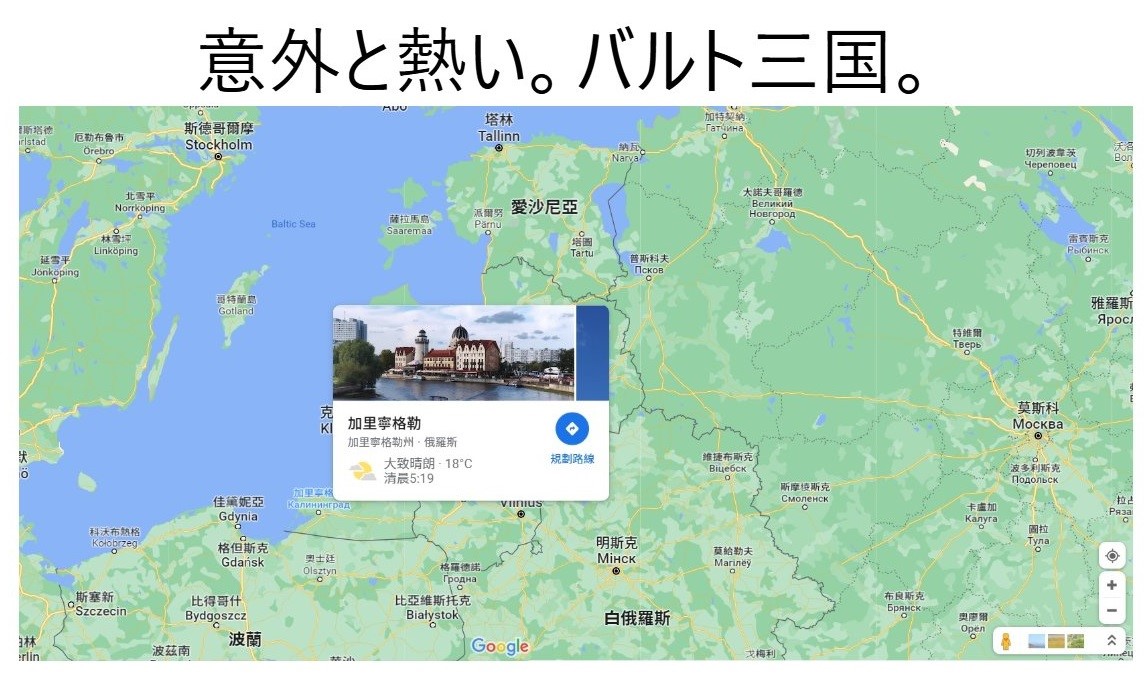 意外と熱い。バルト三国。
斯德哥爾摩
Stockholm
厄勒布魯市
Örebro
塔林
Tallinn
納瓦
Narva
加特契納
Гатчина
切列波韋茨
Череповец
北雪平
Norrköping
林雪坪
Linköping
延雪平
Jönköping
Baltic Sea
薩拉馬島
Saaremaa
派爾努
Pärnu
愛沙尼亞
塔圖
Tartu
大諾夫哥羅德
Великий
Новгород
普斯科夫
Псков
雷賓斯克
Рыбинск
哥特蘭島
Gotland
雅羅斯
Яросл
特維爾
Тверь
加里寧格勒
加里寧格勒州 · 俄羅斯
大致晴朗 · 18°C
清晨5:19
規劃路線
克
Kl
莫斯科
Москва
波多利斯克
Подольск
維捷布斯克
Віцебск
斯摩棱斯克
Смоленск
卡盧加
Калуга
圖拉
Тула
加里寧格
Калининград
Vilnius
佳黛妮亞
Gdynia
科沃布熱格
Kołobrzeg
格但斯克
Gdańsk
奧士廷
Olsztyn
格羅德諾
Гродна
明斯克
Мінск
莫給勒夫
Магілёў
斯塞新
Szczecin
比得哥什
Bydgoszcz
比亞維斯托克
Białystok
白俄羅斯
布良斯克
Брянск
奧廖爾
Орёл
波蘭
波茲南
戈梅利
Google